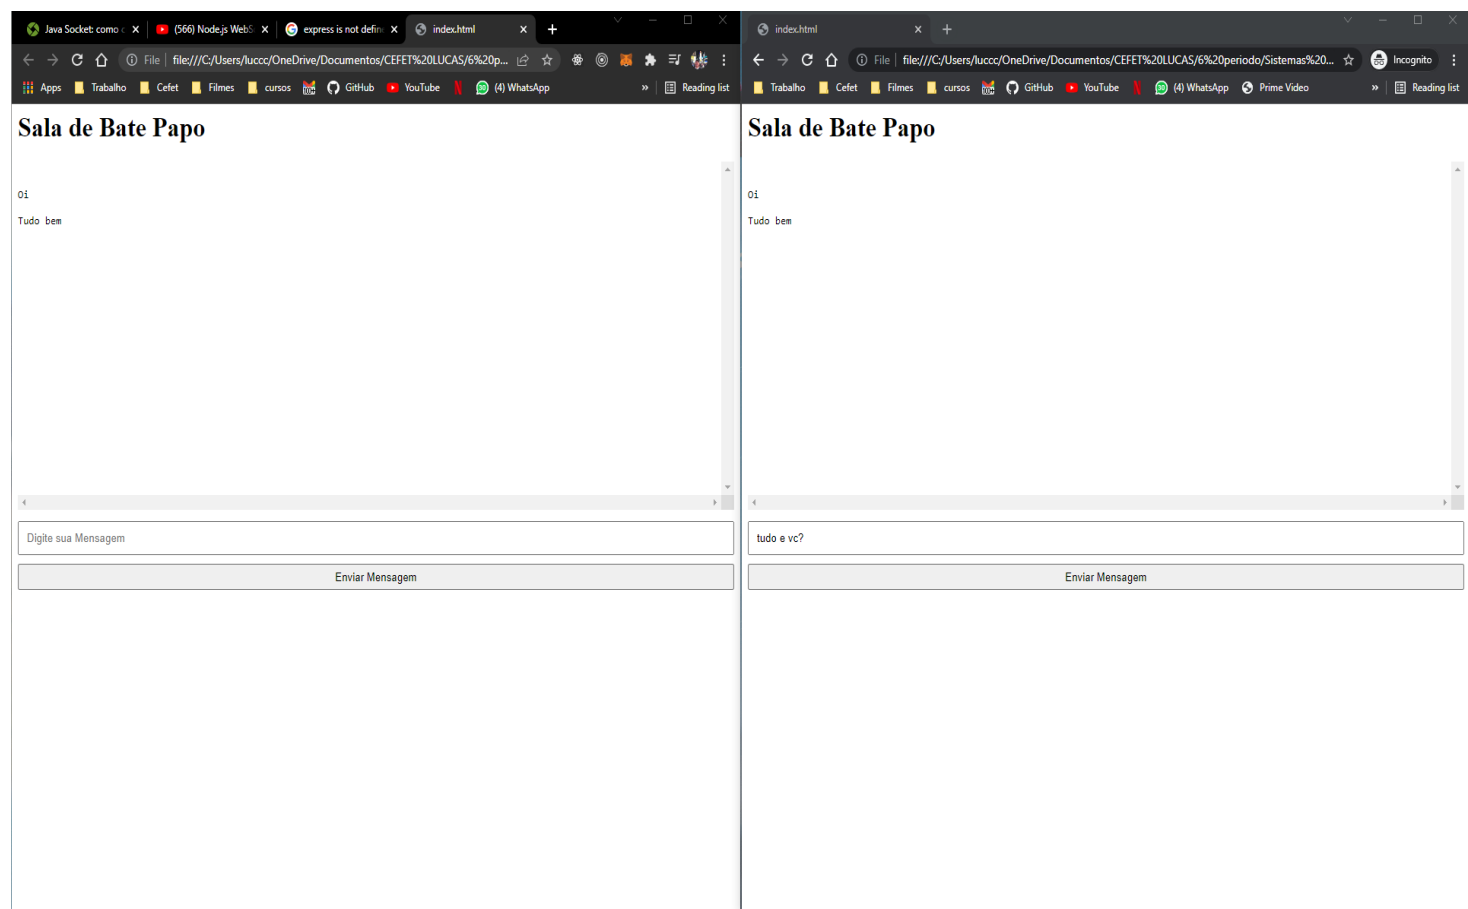 Java Socket: como c
(566) Node.js WebS
express is not defin
index.html
File
file:///C:/Users/luccc/OneDrive/Documentos/CEFET%20LUCAS/6%20p...
Apps Trabalho Cefet Filmes cursos GitHub YouTube (4) WhatsApp » Reading list
Sala de Bate Papo
Oi
Tudo bem
Digite sua Mensagem
Enviar Mensagem
index.html
File
file:///C:/Users/luccc/OneDrive/Documentos/CEFET%20LUCAS/6%20periodo/Sistemas%20...
Incognito
Trabalho Cefet Filmes cursos GitHub YouTube (4) WhatsApp Prime Video » Reading list
Sala de Bate Papo
Oi
Tudo bem
tudo e vc?
Enviar Mensagem